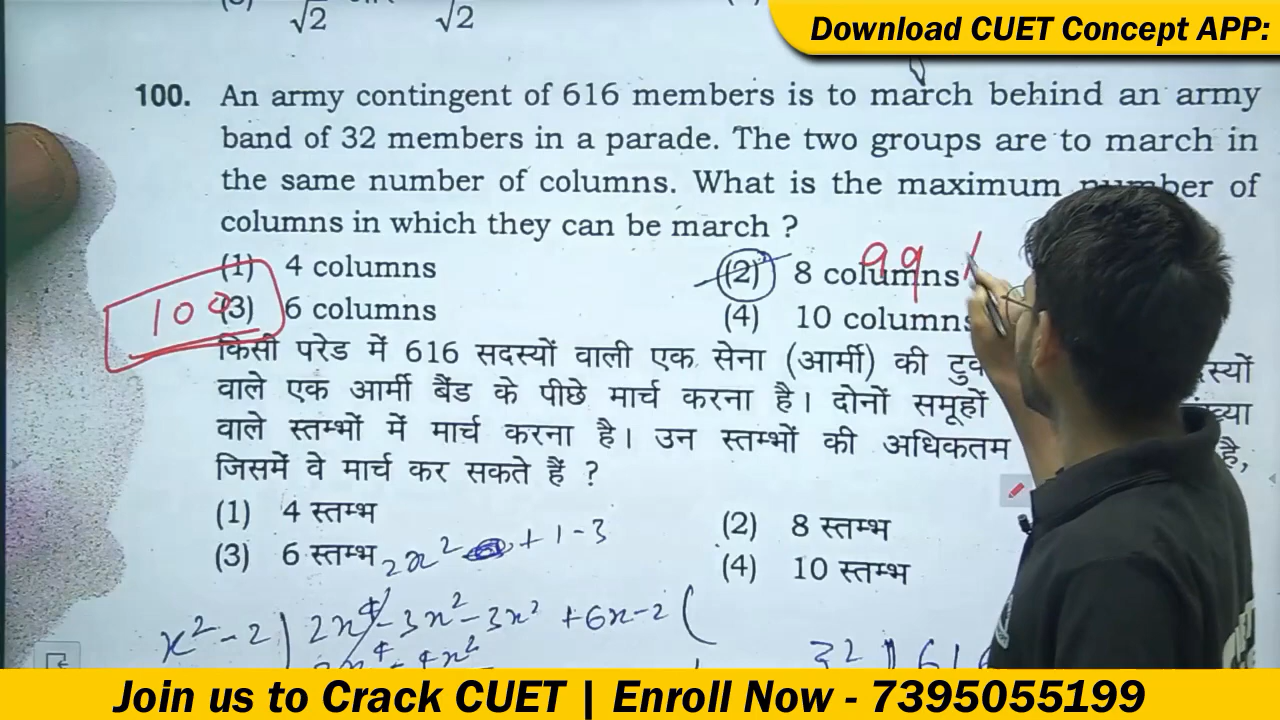 √2 √2
Download CUET Concept APP:
100. An army contingent of 616 members is to march behind an army
band of 32 members in a parade. The two groups are to march in
the same number of columns. What is the maximum number of
columns in which they can be march ?
(1) 4 columns (2) 8 columns
99
100
(3) 6 columns (4) 10 columns
किसी परेड में 616 सदस्यों वाली एक सेना (आर्मी) की
वाले एक आर्मी बैंड के पीछे मार्च करना है। दोनों समूहों
वाले स्तम्भों में मार्च करना है। उन स्तम्भों की अधिकतम है,
जिसमें वे मार्च कर सकते हैं ?
(1) 4 स्तम्भ (2) 8 स्तम्भ
(3) 6 स्तम्भ (4) 10 स्तम्भ
2x² + 1 - 3
x² - 2 ) 2x⁴ - 3x² - 3x² + 6x - 2 (
32 ) 616
Join us to Crack CUET | Enroll Now - 7395055199